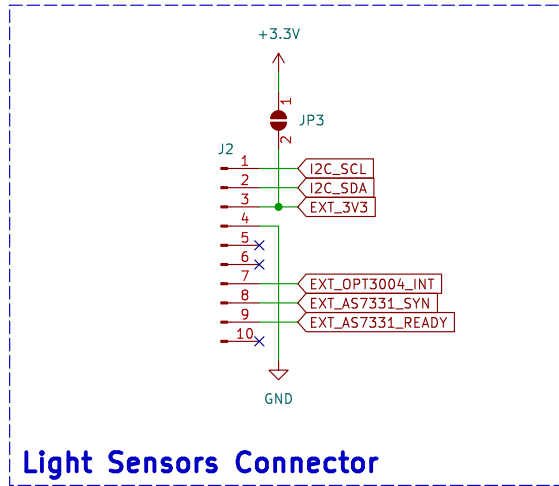 +3.3V
1
JP3
2
J2
1 I2C_SCL
2 I2C_SDA
3 EXT_3V3
4
5
6
7 EXT_OPT3004_INT
8 EXT_AS7331_SYN
9 EXT_AS7331_READY
10
GND
Light Sensors Connector